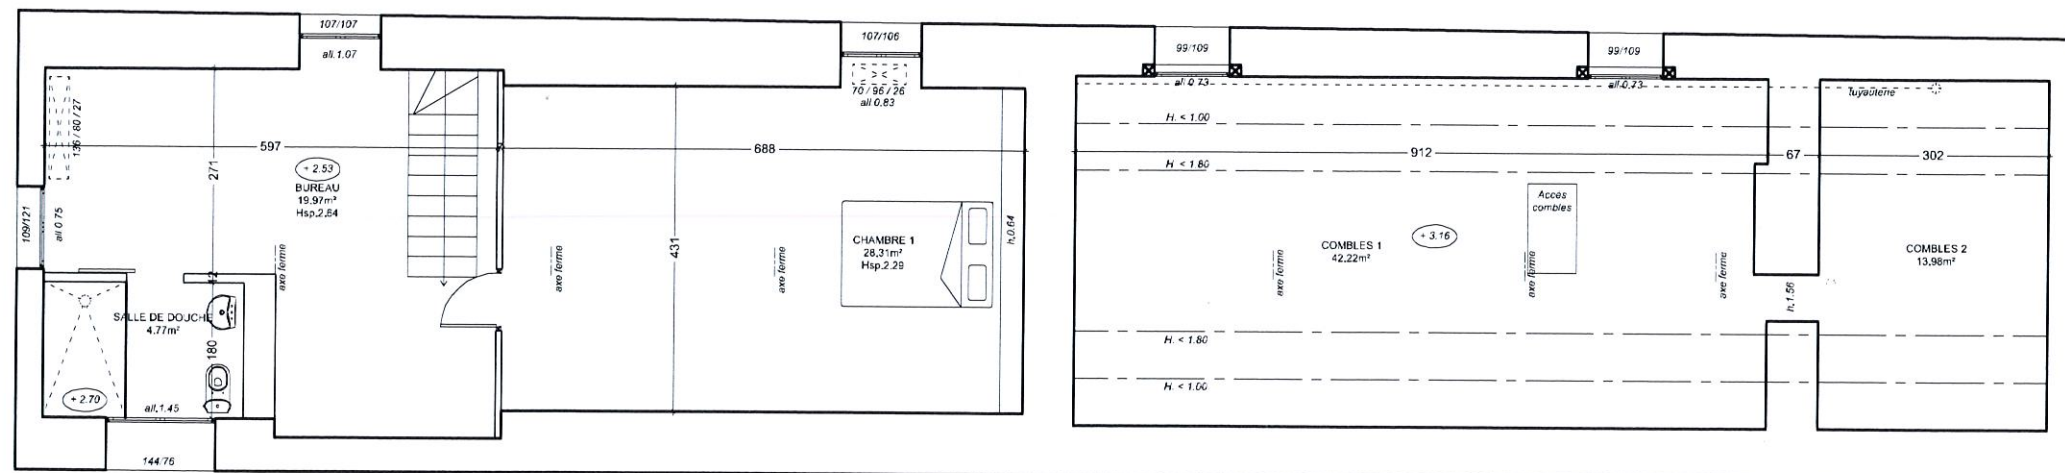 107/107
all.1.07
107/106
70 / 96 / 26
all 0.83
99/109
all 0.73
99/109
all 0.73
tuyauterie
136 / 80 / 27
H. < 1.00
597
688
912
67
302
H. < 1.80
271
+ 2.53
BUREAU
19.97m²
Hsp.2.64
109/121
all 0.75
431
h.0.64
Accès
combles
axe ferme
axe ferme
axe ferme
CHAMBRE 1
28.31m²
Hsp.2.29
axe ferme
COMBLES 1
42.22m²
+ 3.16
axe ferme
axe ferme
COMBLES 2
13.98m²
12
h.1.56
SALLE DE DOUCHE
4.77m²
180
H. < 1.80
H. < 1.00
+ 2.70
all.1.45
144/76